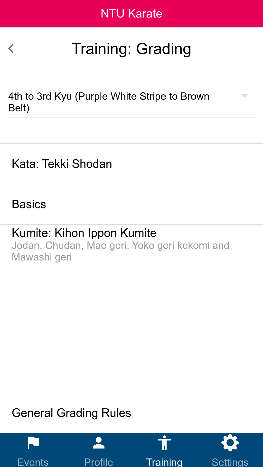 NTU Karate
Training: Grading
4th to 3rd Kyu (Purple White Stripe to Brown
Belt)
Kata: Tekki Shodan
Basics
Kumite: Kihon Ippon Kumite
Jodan, Chudan, Mae geri, Yoko geri kekomi and
Mawashi geri
General Grading Rules
Events Profile Training Settings